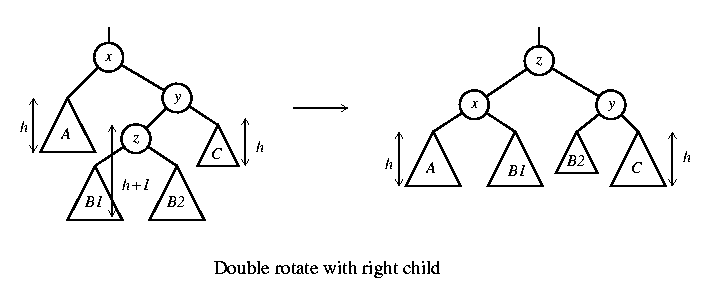 x z
y x y
h A z C h h A B1 B2 C h
B1 h+1 B2
Double rotate with right child